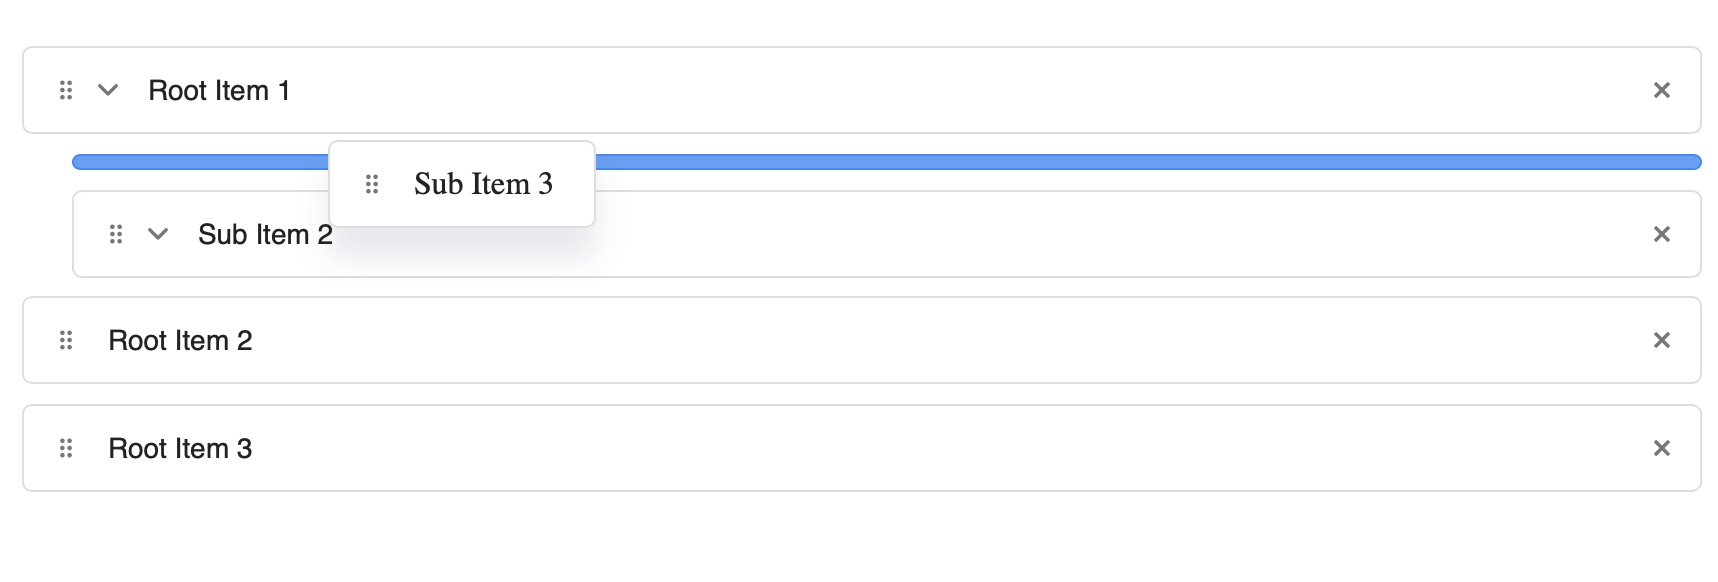 Root Item 1
Sub Item 3
Sub Item 2
Root Item 2
Root Item 3